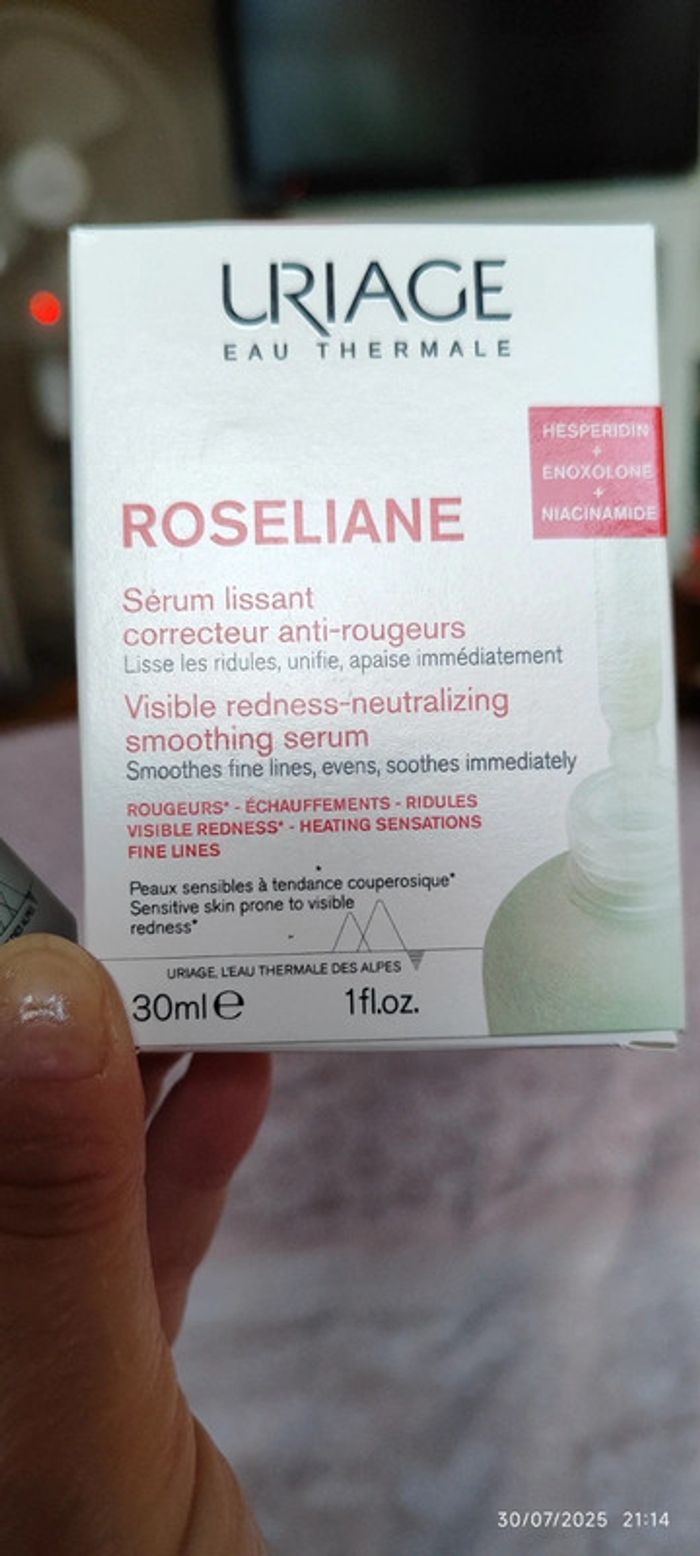 URIAGE
EAU THERMALE
HESPERIDIN
+
ENOXOLONE
+
NIACINAMIDE
ROSELIANE
Sérum lissant
correcteur anti-rougeurs
Lisse les ridules, unifie, apaise immédiatement
Visible redness-neutralizing
smoothing serum
Smoothes fine lines, evens, soothes immediately
ROUGEURS* - ÉCHAUFFEMENTS - RIDULES
VISIBLE REDNESS* - HEATING SENSATIONS
FINE LINES
Peaux sensibles à tendance couperosique*
Sensitive skin prone to visible
redness*
URIAGE, L'EAU THERMALE DES ALPES
30ml e 1fl.oz.
30/07/2025 21:14